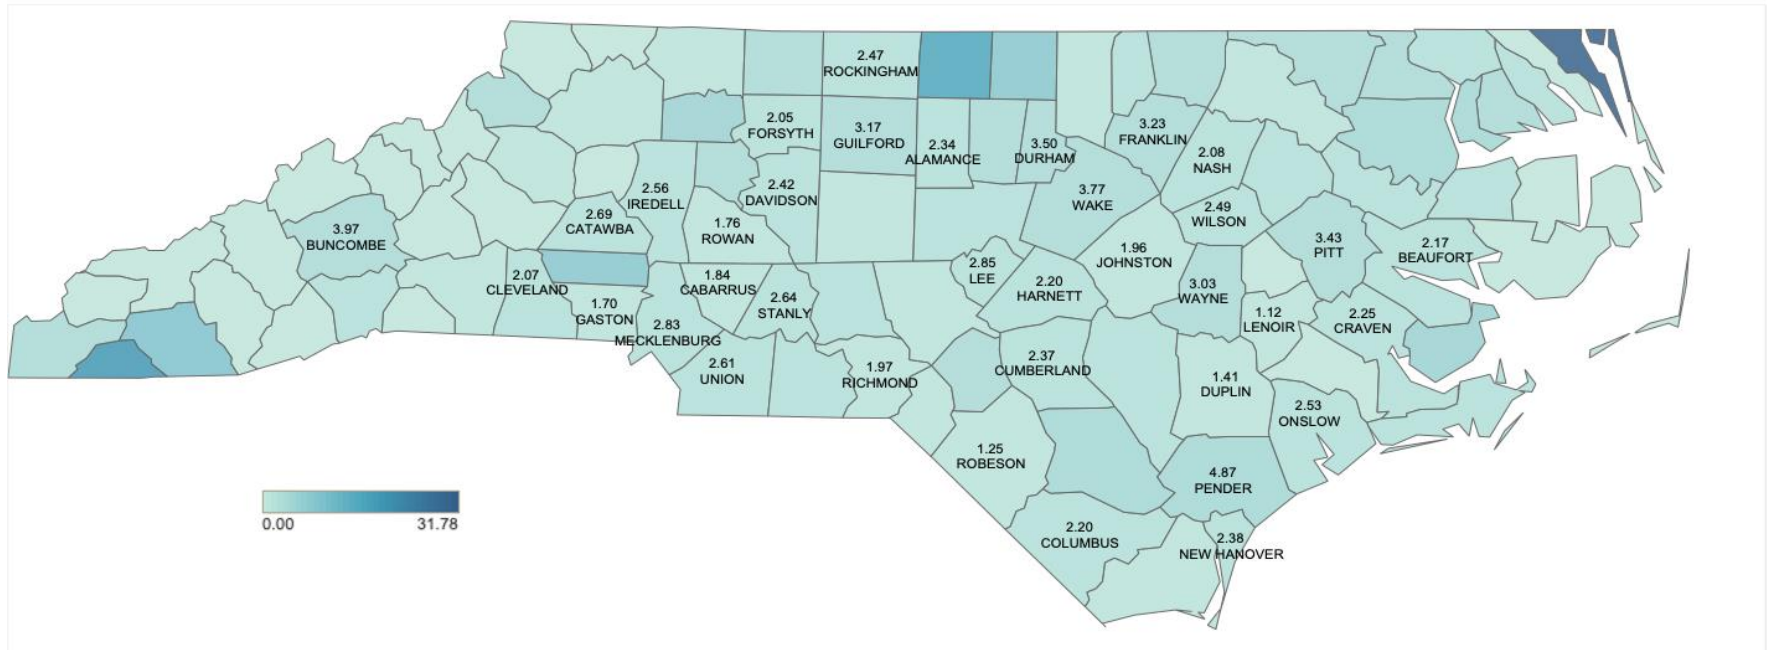 2.47
ROCKINGHAM
2.05
FORSYTH
3.17
GUILFORD
2.34
ALAMANCE
3.50
DURHAM
3.23
FRANKLIN
2.08
NASH
2.56
IREDELL
2.42
DAVIDSON
3.77
WAKE
2.69
CATAWBA
1.76
ROWAN
2.49
WILSON
3.97
BUNCOMBE
1.96
JOHNSTON
3.43
PITT
2.17
BEAUFORT
2.07
CLEVELAND
1.84
CABARRUS
2.85
LEE
2.20
HARNETT
3.03
WAYNE
1.70
GASTON
2.64
STANLY
1.12
LENOIR
2.25
CRAVEN
2.83
MECKLENBURG
2.61
UNION
1.97
RICHMOND
2.37
CUMBERLAND
1.41
DUPLIN
2.53
ONSLOW
1.25
ROBESON
4.87
PENDER
0.00 31.78
2.20
COLUMBUS
2.38
NEW HANOVER